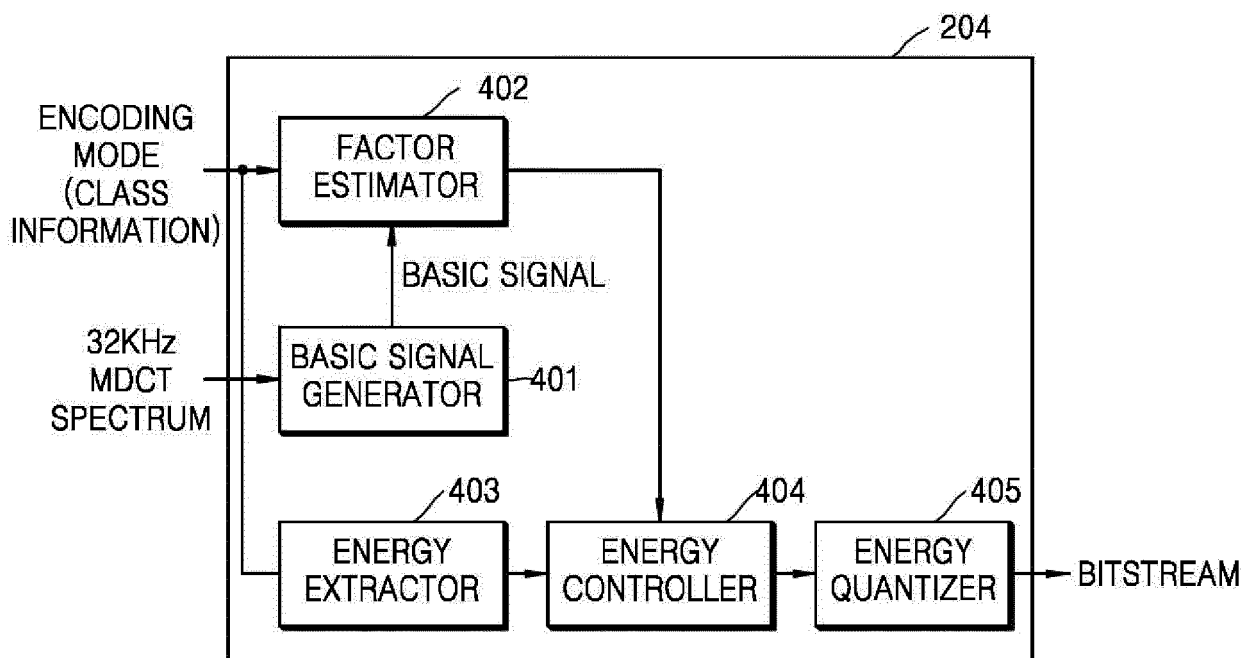 204
402
ENCODING
MODE
(CLASS
INFORMATION)
FACTOR
ESTIMATOR
BASIC SIGNAL
32KHz
MDCT
SPECTRUM
BASIC SIGNAL
GENERATOR
401
403
404
405
ENERGY
EXTRACTOR
ENERGY
CONTROLLER
ENERGY
QUANTIZER
BITSTREAM